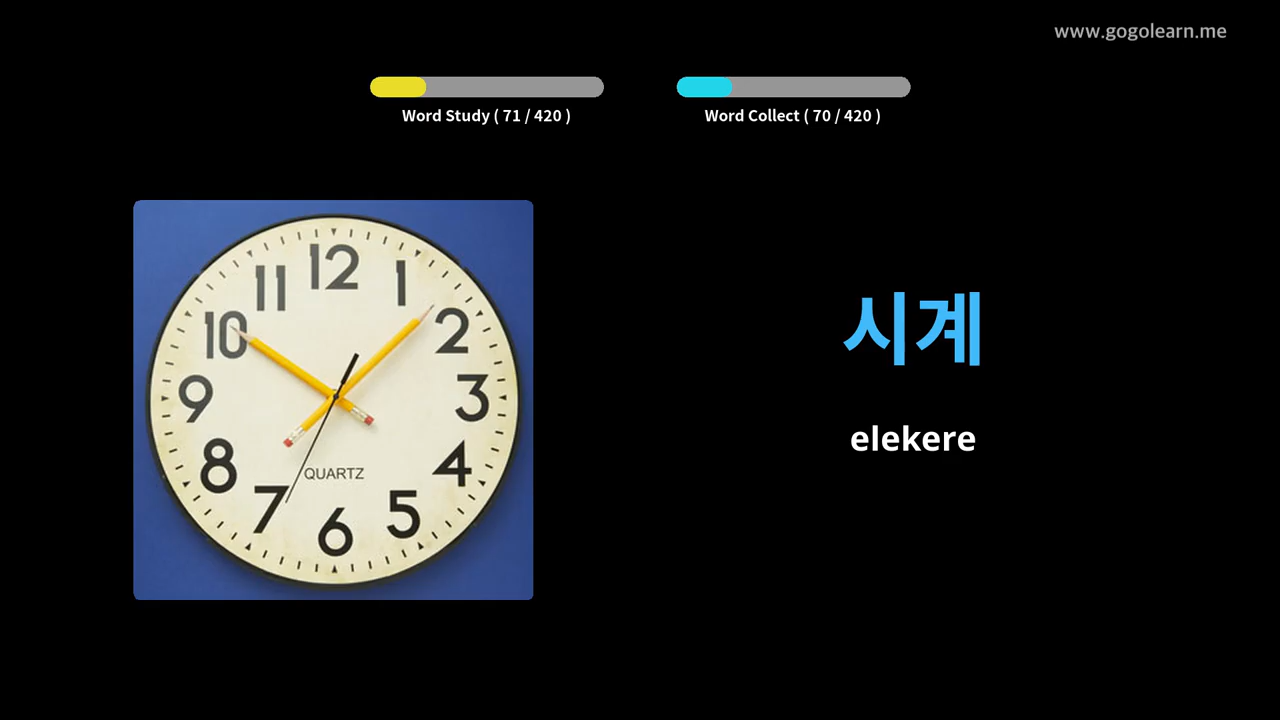 www.gogolearn.me
Word Study ( 71 / 420 )
Word Collect ( 70 / 420 )
12
11
1
10
2
9
3
8
4
QUARTZ
7
5
6
시계
elekere